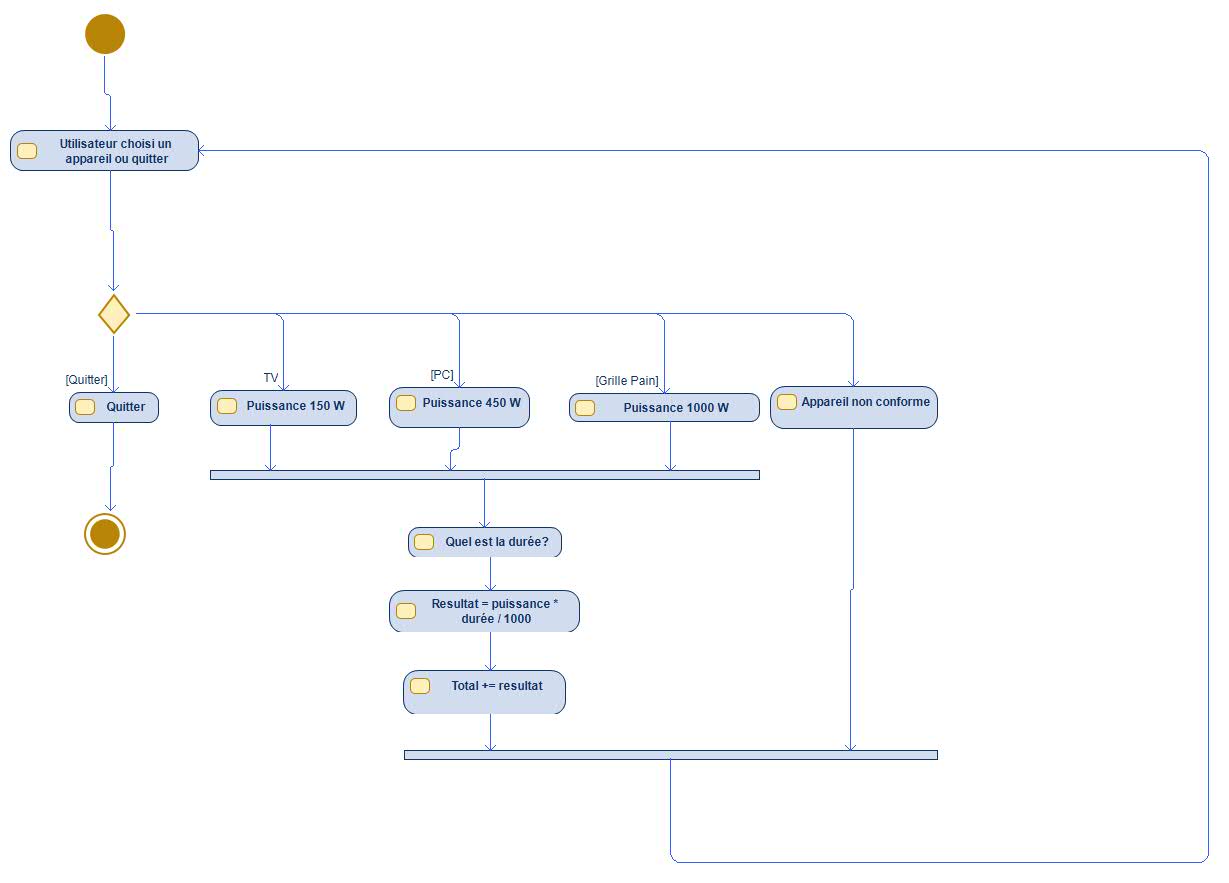 Utilisateur choisi un
appareil ou quitter
[Quitter]
TV
[PC]
[Grille Pain]
Quitter
Puissance 150 W
Puissance 450 W
Puissance 1000 W
Appareil non conforme
Quel est la durée?
Resultat = puissance *
durée / 1000
Total += resultat